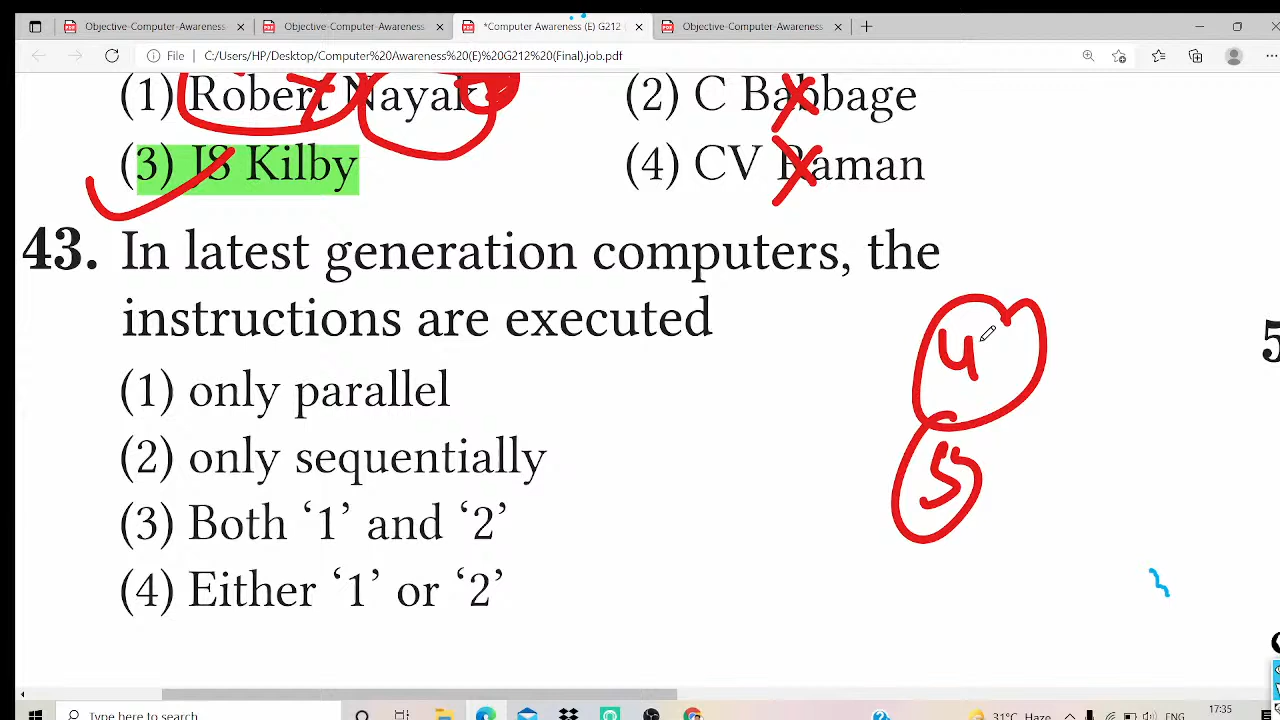 Objective-Computer-Awareness
Objective-Computer-Awareness
*Computer Awareness (E) G212
Objective-Computer-Awareness
File
C:/Users/HP/Desktop/Computer%20Awareness%20(E)%20G212%20(Final).job.pdf
(1) Robert Nayak
(2) C Babbage
(3) JS Kilby
(4) CV Raman
43. In latest generation computers, the
instructions are executed
(1) only parallel
(2) only sequentially
(3) Both ‘1’ and ‘2’
(4) Either ‘1’ or ‘2’
4
5
5
Type here to search
31°C Haze
ENG
17:35